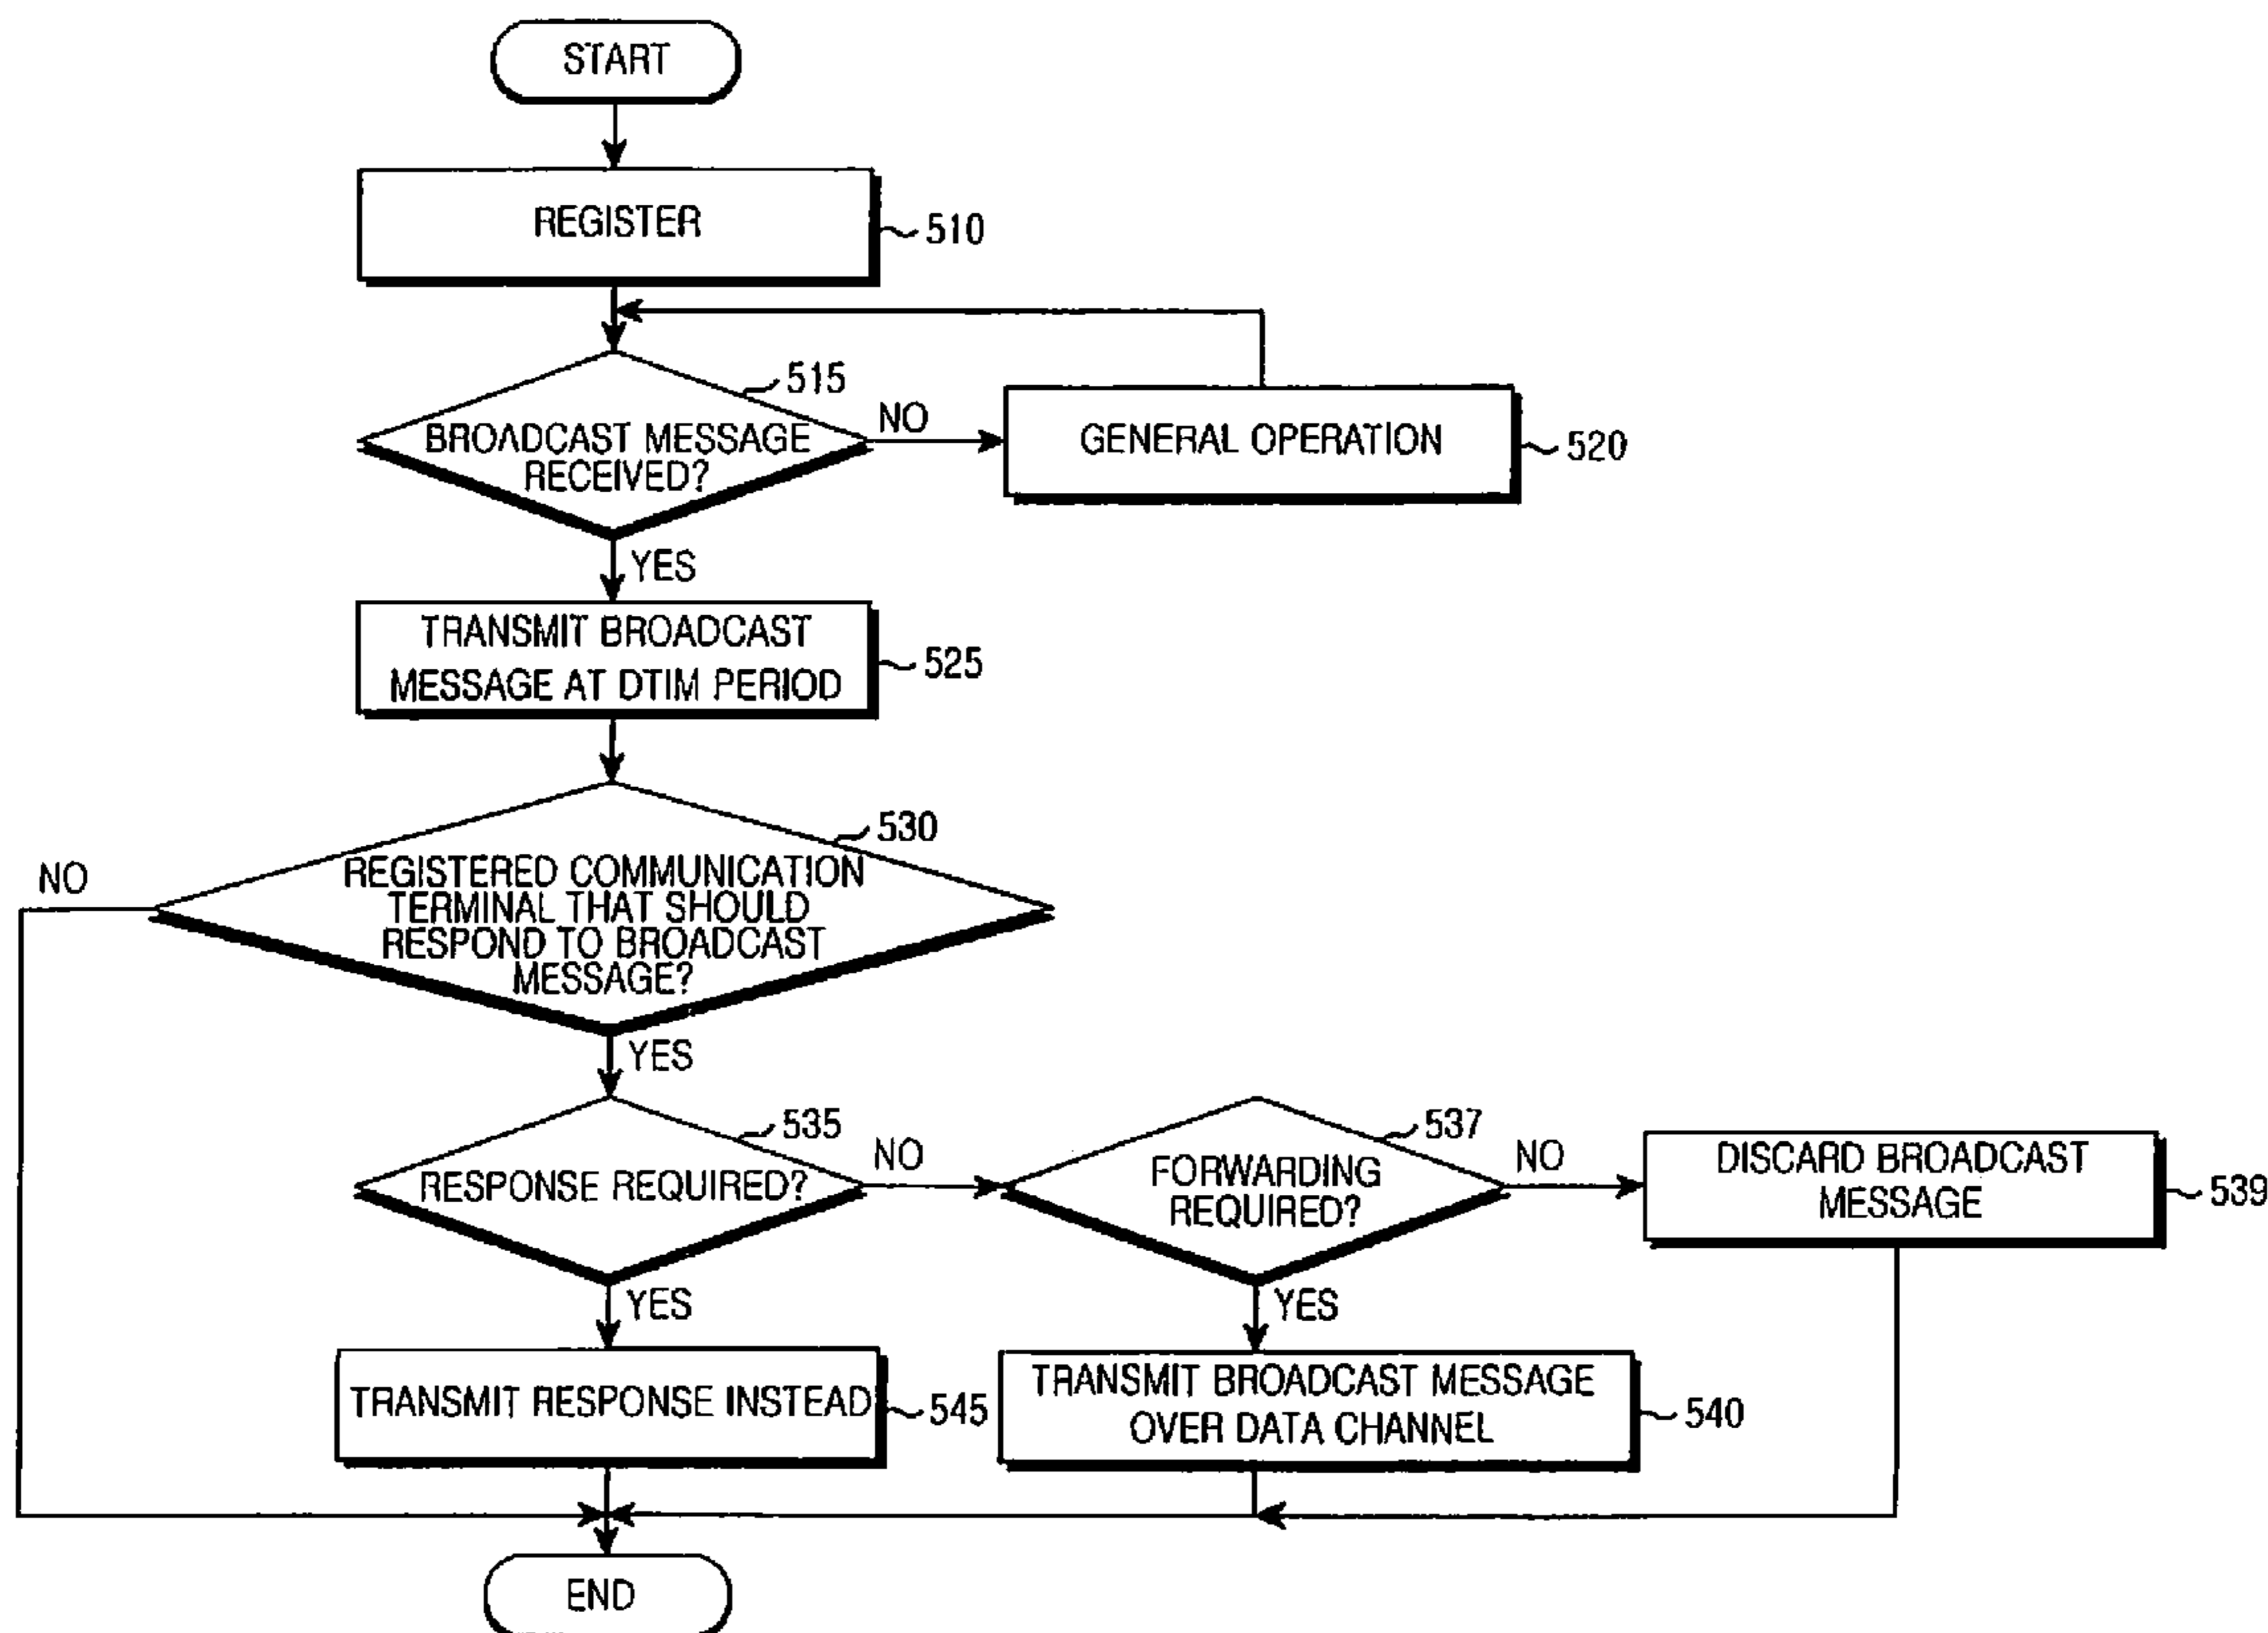 START
REGISTER
510
515
BROADCAST MESSAGE
RECEIVED?
NO
GENERAL OPERATION
520
YES
TRANSMIT BROADCAST
MESSAGE AT DTIM PERIOD
525
530
NO
REGISTERED COMMUNICATION
TERMINAL THAT SHOULD
RESPOND TO BROADCAST
MESSAGE?
YES
535
RESPONSE REQUIRED?
NO
537
FORWARDING
REQUIRED?
NO
DISCARD BROADCAST
MESSAGE
539
YES
YES
TRANSMIT RESPONSE INSTEAD
545
TRANSMIT BROADCAST MESSAGE
OVER DATA CHANNEL
540
END